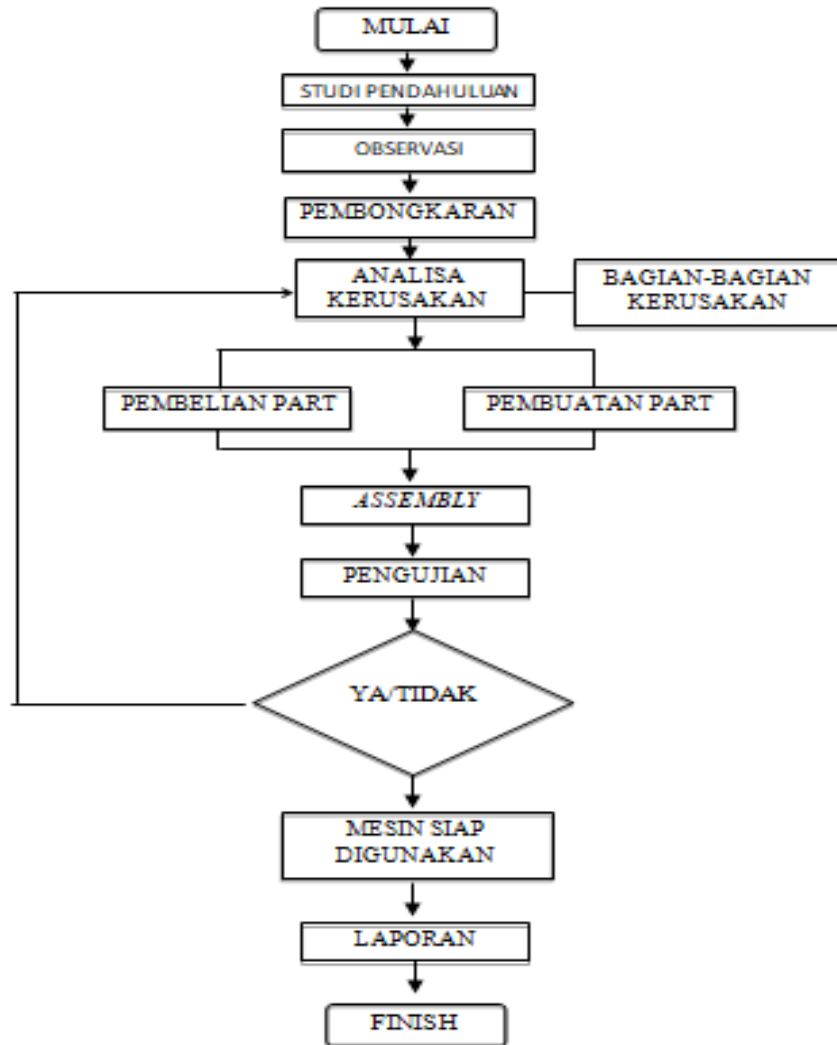 MULAI
STUDI PENDAHULUAN
OBSERVASI
PEMBONGKARAN
ANALISA
KERUSAKAN
BAGIAN-BAGIAN
KERUSAKAN
PEMBELIAN PART
PEMBUATAN PART
ASSEMBLY
PENGUJIAN
YA/TIDAK
MESIN SIAP
DIGUNAKAN
LAPORAN
FINISH